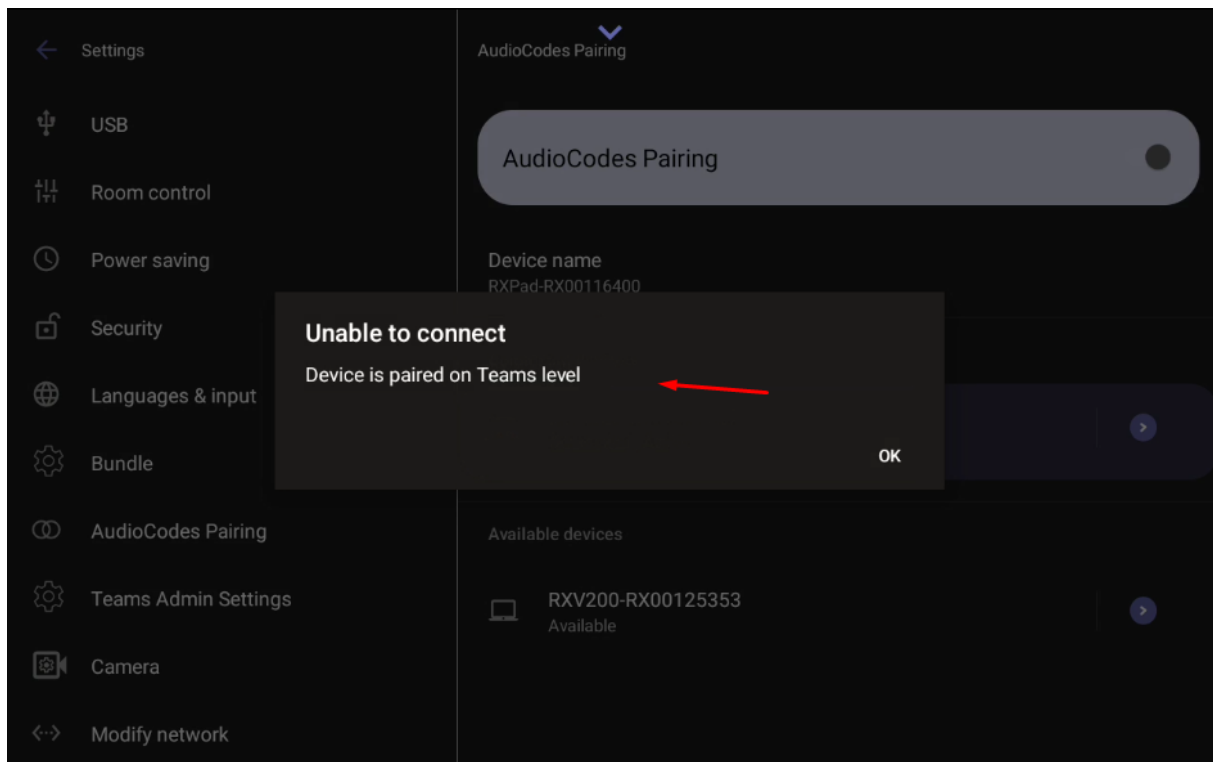 Settings
USB
Room control
Power saving
Security
Languages & input
Bundle
AudioCodes Pairing
Teams Admin Settings
Camera
Modify network
AudioCodes Pairing
AudioCodes Pairing
Device name
RXPad-RX00116400
Unable to connect
Device is paired on Teams level
OK
Available devices
RXV200-RX00125353
Available